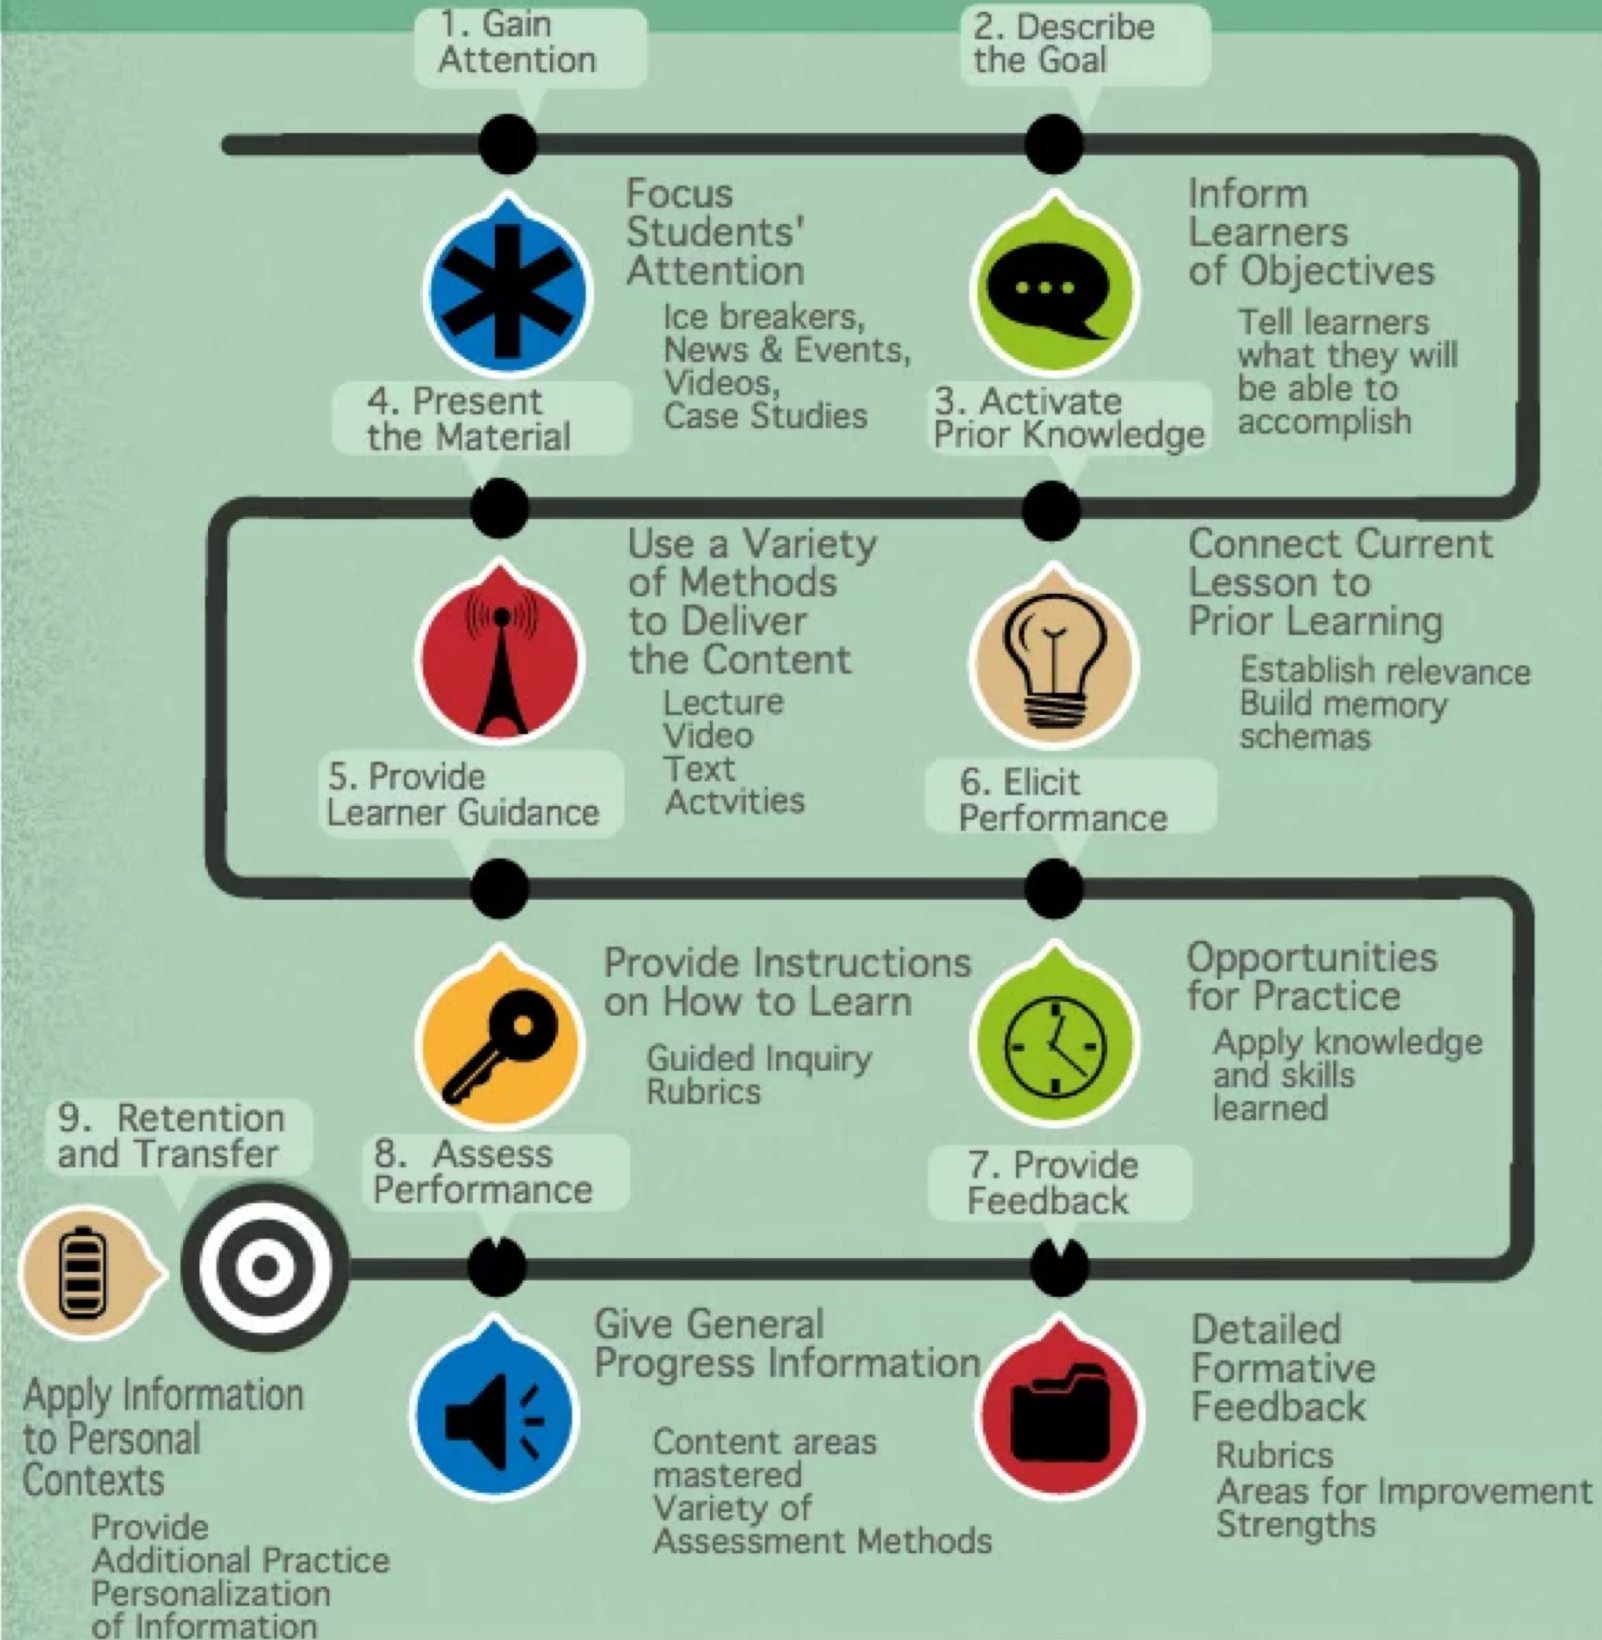 1. Gain
Attention
2. Describe
the Goal
Focus
Students'
Attention
Ice breakers,
News & Events,
Videos,
Case Studies
Inform
Learners
of Objectives
Tell learners
what they will
be able to
accomplish
3. Activate
Prior Knowledge
Connect Current
Lesson to
Prior Learning
Establish relevance
Build memory
schemas
4. Present
the Material
Use a Variety
of Methods
to Deliver
the Content
Lecture
Video
Text
Actvities
5. Provide
Learner Guidance
Provide Instructions
on How to Learn
Guided Inquiry
Rubrics
6. Elicit
Performance
Opportunities
for Practice
Apply knowledge
and skills
learned
7. Provide
Feedback
Detailed
Formative
Feedback
Rubrics
Areas for Improvement
Strengths
8. Assess
Performance
Give General
Progress Information
Content areas
mastered
Variety of
Assessment Methods
9. Retention
and Transfer
Apply Information
to Personal
Contexts
Provide
Additional Practice
Personalization
of Information